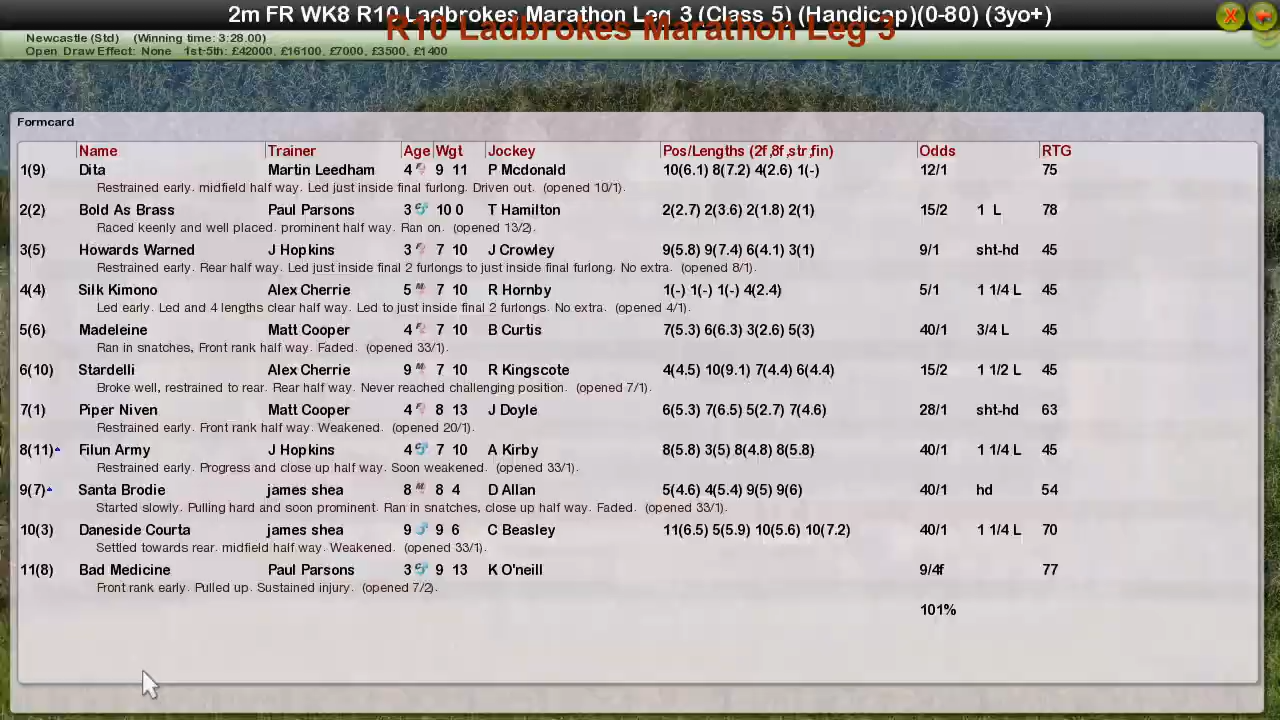 2m FR WK8 R10 Ladbrokes Marathon Leg 3 (Class 5) (Handicap)(0-80) (3yo+)
R10 Ladbrokes Marathon Leg 3
Newcastle (Std) (Winning time: 3:28.00)
Open. Draw Effect: None 1st-5th: £42000, £16100, £7000, £3500, £1400
Formcard
Name Trainer Age Wgt Jockey Pos/Lengths (2f,8f,str,fin) Odds RTG
1(9) Dita Martin Leedham 4 9 11 P Mcdonald 10(6.1) 8(7.2) 4(2.6) 1(-) 12/1 75
Restrained early. midfield half way. Led just inside final furlong. Driven out. (opened 10/1).
2(2) Bold As Brass Paul Parsons 3 10 0 T Hamilton 2(2.7) 2(3.6) 2(1.8) 2(1) 15/2 1 L 78
Raced keenly and well placed. prominent half way. Ran on. (opened 13/2).
3(5) Howards Warned J Hopkins 3 7 10 J Crowley 9(5.8) 9(7.4) 6(4.1) 3(1) 9/1 sht-hd 45
Restrained early. Rear half way. Led just inside final 2 furlongs to just inside final furlong. No extra. (opened 8/1).
4(4) Silk Kimono Alex Cherrie 5 7 10 R Hornby 1(-) 1(-) 1(-) 4(2.4) 5/1 1 1/4 L 45
Led early. Led and 4 lengths clear half way. Led to just inside final 2 furlongs. No extra. (opened 4/1).
5(6) Madeleine Matt Cooper 4 7 10 B Curtis 7(5.3) 6(6.3) 3(2.6) 5(3) 40/1 3/4 L 45
Ran in snatches, Front rank half way. Faded. (opened 33/1).
6(10) Stardelli Alex Cherrie 9 7 10 R Kingscote 4(4.5) 10(9.1) 7(4.4) 6(4.4) 15/2 1 1/2 L 45
Broke well, restrained to rear. Rear half way. Never reached challenging position. (opened 7/1).
7(1) Piper Niven Matt Cooper 4 8 13 J Doyle 6(5.3) 7(6.5) 5(2.7) 7(4.6) 28/1 sht-hd 63
Restrained early. Front rank half way. Weakened. (opened 20/1).
8(11) Filun Army J Hopkins 4 7 10 A Kirby 8(5.8) 3(5) 8(4.8) 8(5.8) 40/1 1 1/4 L 45
Restrained early. Progress and close up half way. Soon weakened. (opened 33/1).
9(7) Santa Brodie james shea 8 8 4 D Allan 5(4.6) 4(5.4) 9(5) 9(6) 40/1 hd 54
Started slowly. Pulling hard and soon prominent. Ran in snatches, close up half way. Faded. (opened 33/1).
10(3) Daneside Courta james shea 9 9 6 C Beasley 11(6.5) 5(5.9) 10(5.6) 10(7.2) 40/1 1 1/4 L 70
Settled towards rear. midfield half way. Weakened. (opened 33/1).
11(8) Bad Medicine Paul Parsons 3 9 13 K O'neill 9/4f 77
Front rank early. Pulled up. Sustained injury. (opened 7/2).
101%